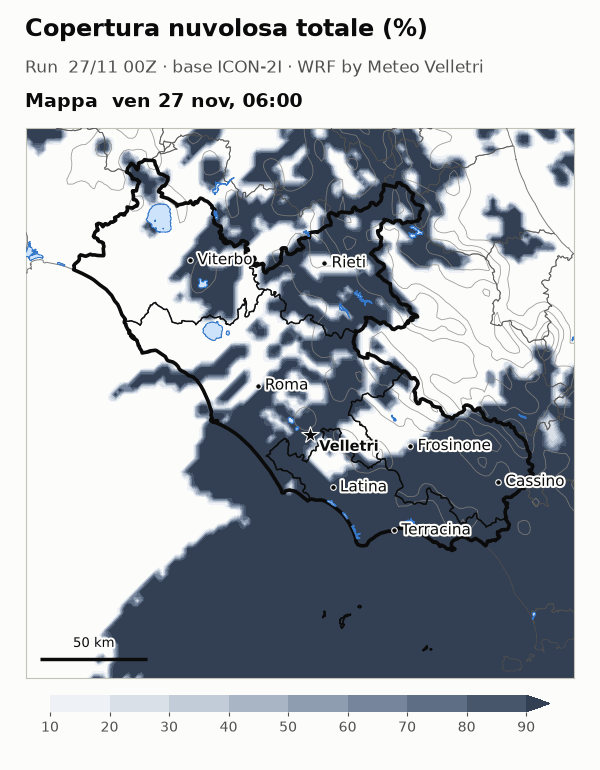 Copertura nuvolosa totale (%)
Run 27/11 00Z · base ICON-2I · WRF by Meteo Velletri
Mappa ven 27 nov, 06:00
Viterbo
Rieti
Roma
Velletri
Frosinone
Latina
Cassino
Terracina
50 km
10 20 30 40 50 60 70 80 90